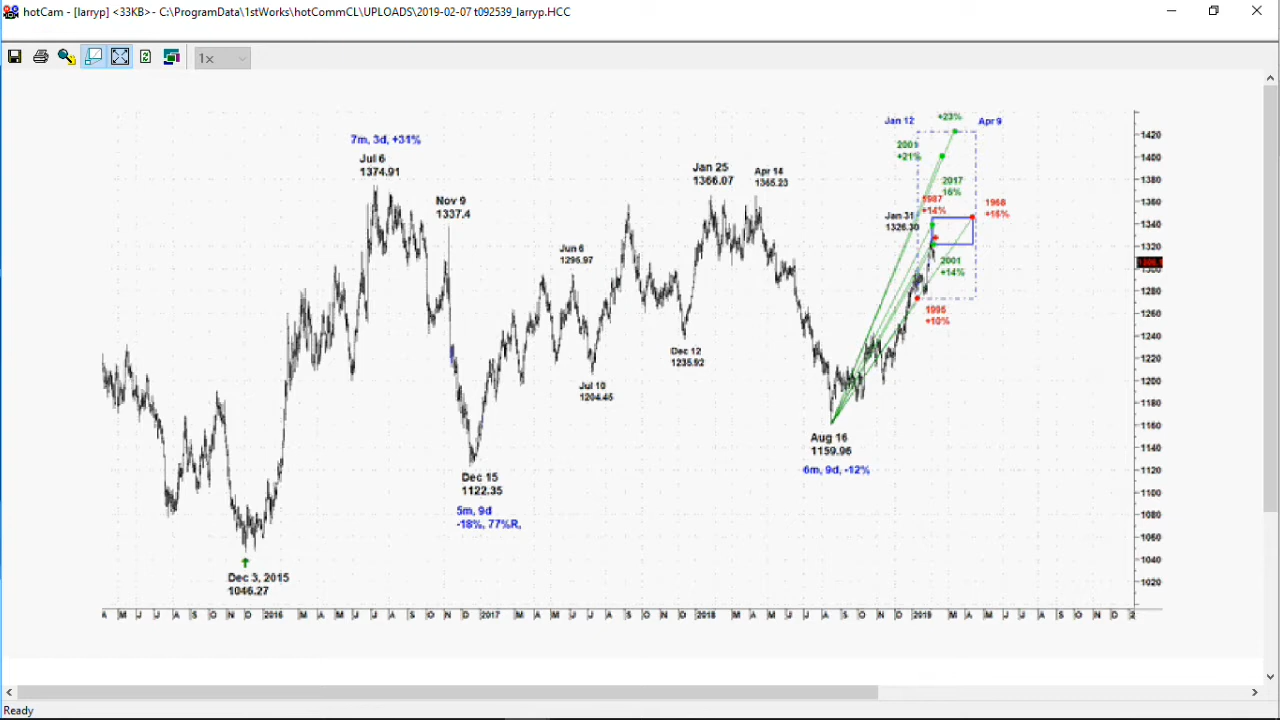 hotCam - [larryp] <33KB>- C:\ProgramData\1stWorks\hotCommCL\UPLOADS\2019-02-07 t092539_larryp.HCC
1x
7m, 3d, +31%
Jul 6
1374.91
Nov 9
1337.4
Jun 6
1296.97
Jan 25
1366.07
Apr 14
1365.23
Jan 12
+23%
Apr 9
2001
+21%
2017
16%
1987
+14%
1968
+15%
Jan 31
1326.30
2001
+14%
1995
+10%
Dec 12
1235.92
Jul 10
1204.45
Aug 16
1159.96
6m, 9d, -12%
Dec 15
1122.35
5m, 9d
-18%, 77%R,
Dec 3, 2015
1046.27
1420
1400
1380
1360
1340
1320
1300
1280
1260
1240
1220
1200
1180
1160
1140
1120
1100
1080
1060
1040
1020
A M J J A S O N D 2016 M A M J J A S O N D 2017 M A M J J A S O N D 2018 M A M J J A S O N D 2019 M A M J J A S O N D 2
Ready